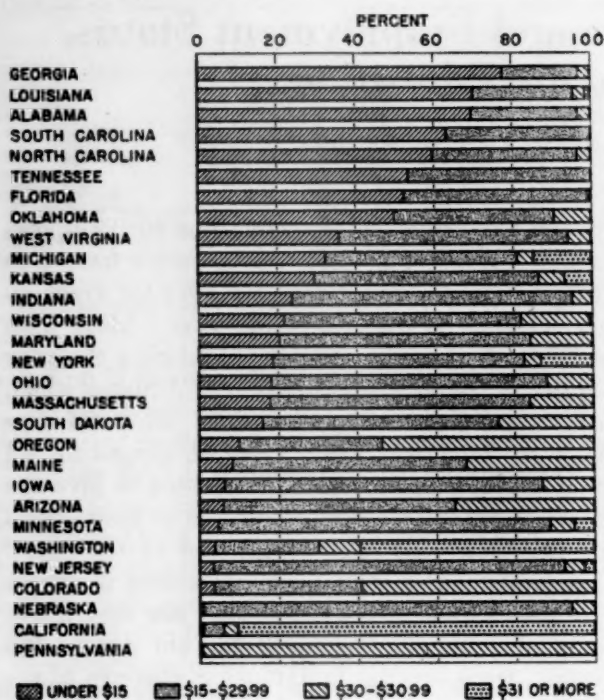 PERCENT
0 20 40 60 80 100
GEORGIA
LOUISIANA
ALABAMA
SOUTH CAROLINA
NORTH CAROLINA
TENNESSEE
FLORIDA
OKLAHOMA
WEST VIRGINIA
MICHIGAN
KANSAS
INDIANA
WISCONSIN
MARYLAND
NEW YORK
OHIO
MASSACHUSETTS
SOUTH DAKOTA
OREGON
MAINE
IOWA
ARIZONA
MINNESOTA
WASHINGTON
NEW JERSEY
COLORADO
NEBRASKA
CALIFORNIA
PENNSYLVANIA
UNDER $15 $15-$29.99 $30-$30.99 $31 OR MORE